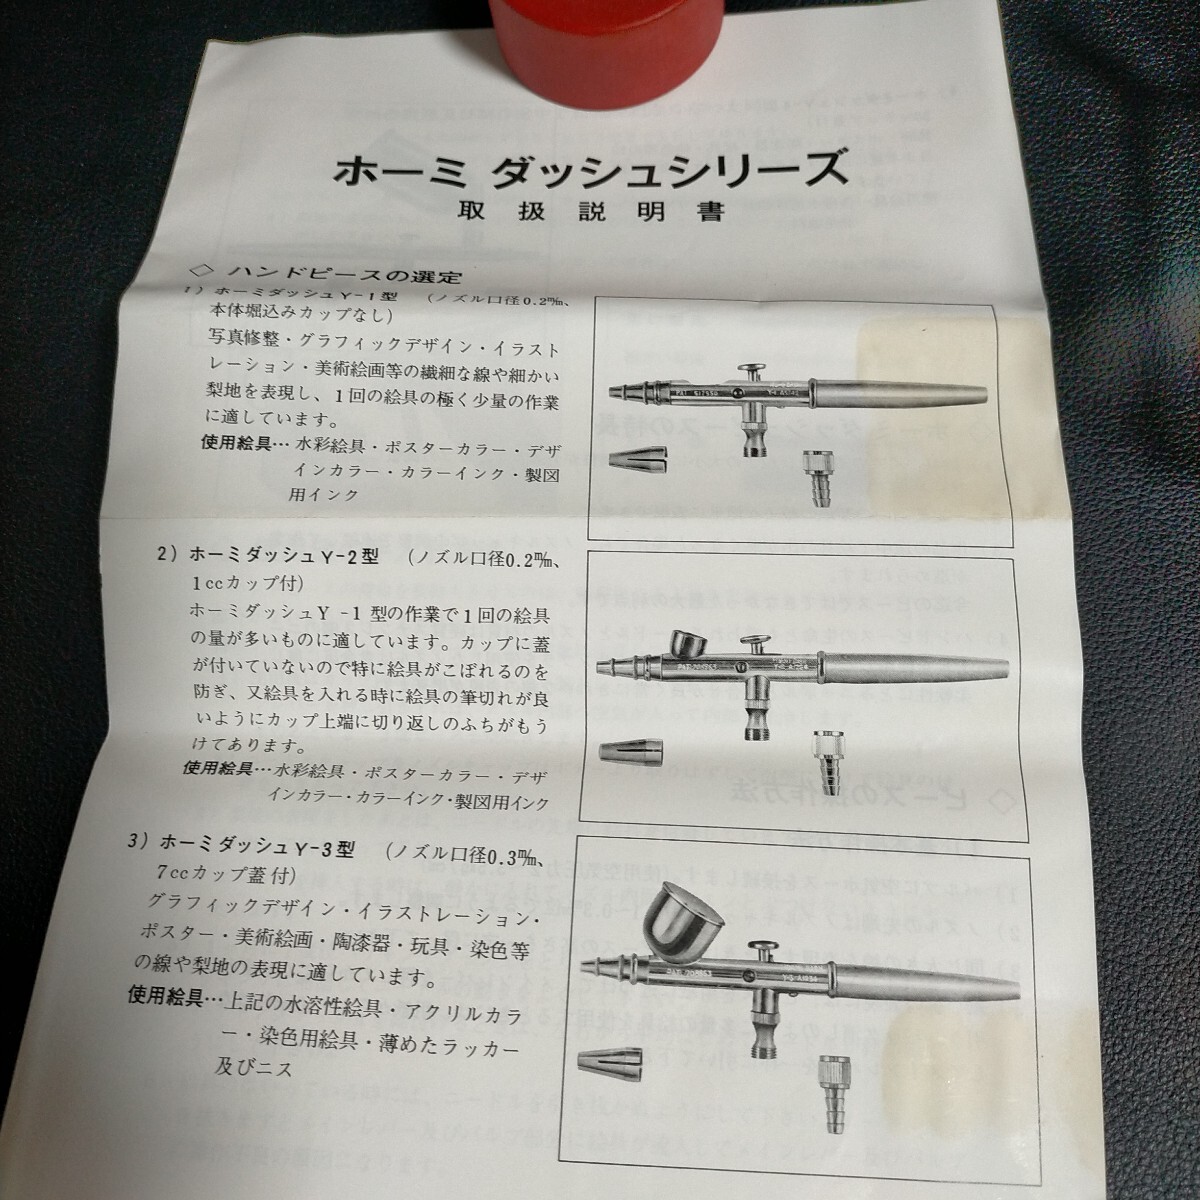 ホーミ ダッシュシリーズ
取扱説明書
◇ ハンドピースの選定
1) ホーミダッシュY-1型 (ノズル口径0.2㎜、
本体堀込みカップなし)
写真修整・グラフィックデザイン・イラスト
レーション・美術絵画等の繊細な線や細かい
梨地を表現し、1回の絵具の極く少量の作業
に適しています。
使用絵具…水彩絵具・ポスターカラー・デザ
インカラー・カラーインク・製図
用インク
2) ホーミダッシュY-2型 (ノズル口径0.2㎜、
1ccカップ付)
ホーミダッシュY-1型の作業で1回の絵具
の量が多いものに適しています。カップに蓋
が付いていないので特に絵具がこぼれるのを
防ぎ、又絵具を入れる時に絵具の筆切れが良
いようにカップ上端に切り返しのふちがもう
けてあります。
使用絵具…水彩絵具・ポスターカラー・デザ
インカラー・カラーインク・製図用インク
3) ホーミダッシュY-3型 (ノズル口径0.3㎜、
7ccカップ蓋付)
グラフィックデザイン・イラストレーション・
ポスター・美術絵画・陶漆器・玩具・染色等
の線や梨地の表現に適しています。
使用絵具…上記の水溶性絵具・アクリルカラ
ー・染色用絵具・薄めたラッカー
及びニス